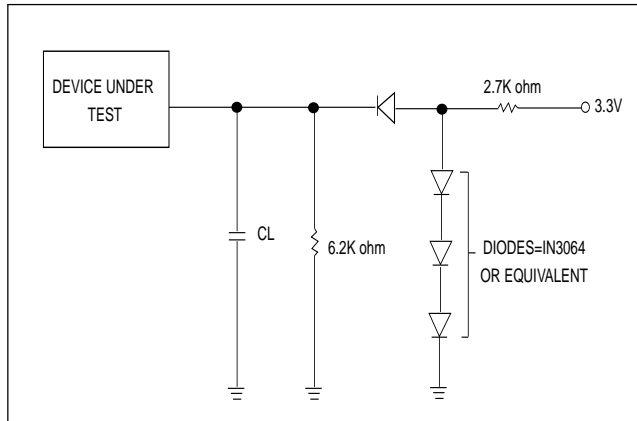 DEVICE UNDER
TEST
2.7K ohm
3.3V
CL
6.2K ohm
DIODES=IN3064
OR EQUIVALENT